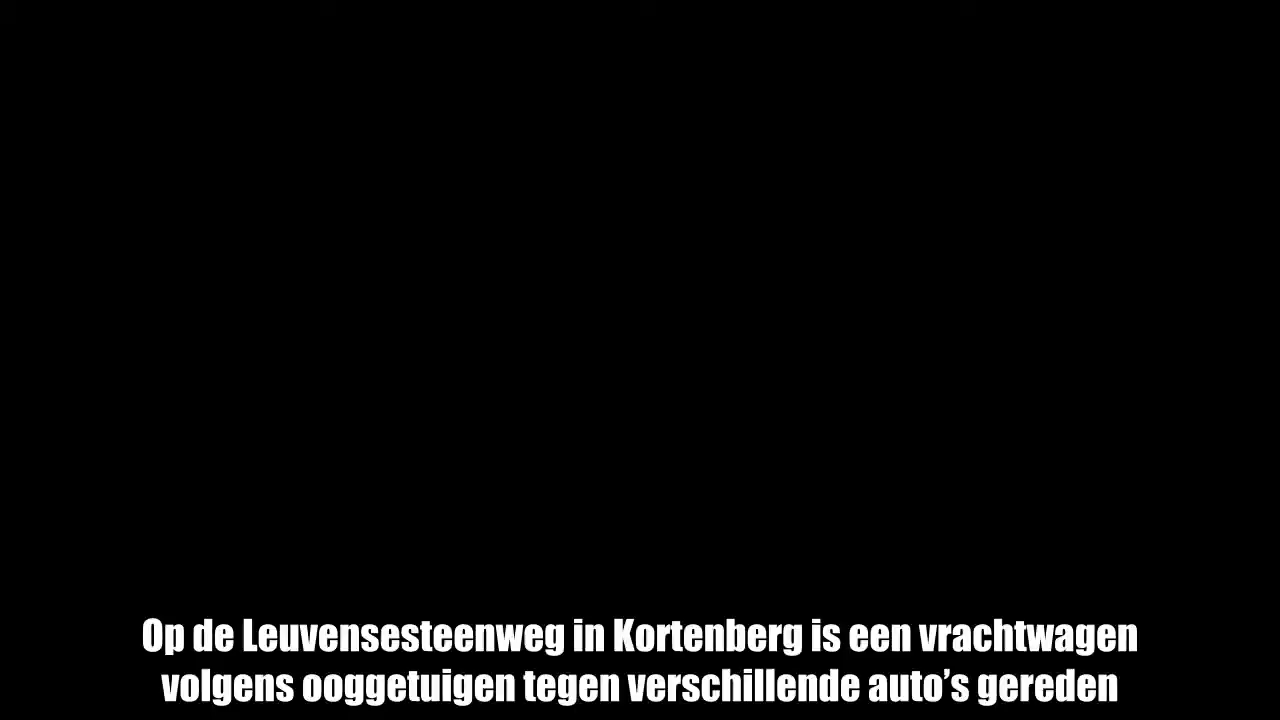 Op de Leuvensesteenweg in Kortenberg is een vrachtwagen
volgens ooggetuigen tegen verschillende auto’s gereden